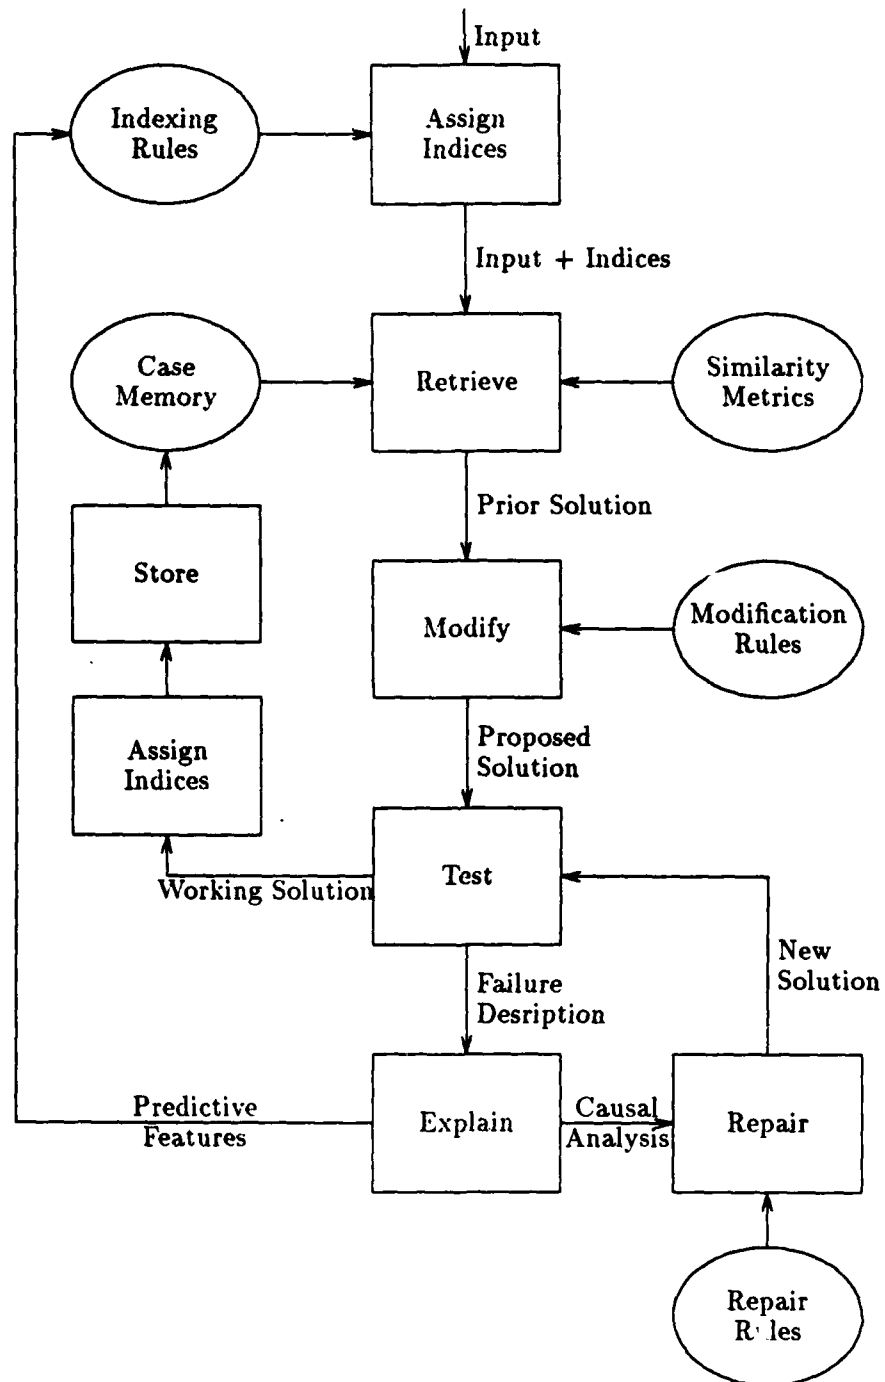 Input
Indexing
Rules
Assign
Indices
Input + Indices
Case
Memory
Retrieve
Similarity
Metrics
Prior Solution
Store
Modify
Modification
Rules
Assign
Indices
Proposed
Solution
Working Solution
Test
New
Solution
Failure
Desription
Predictive
Features
Explain
Causal
Analysis
Repair
Repair
Rules